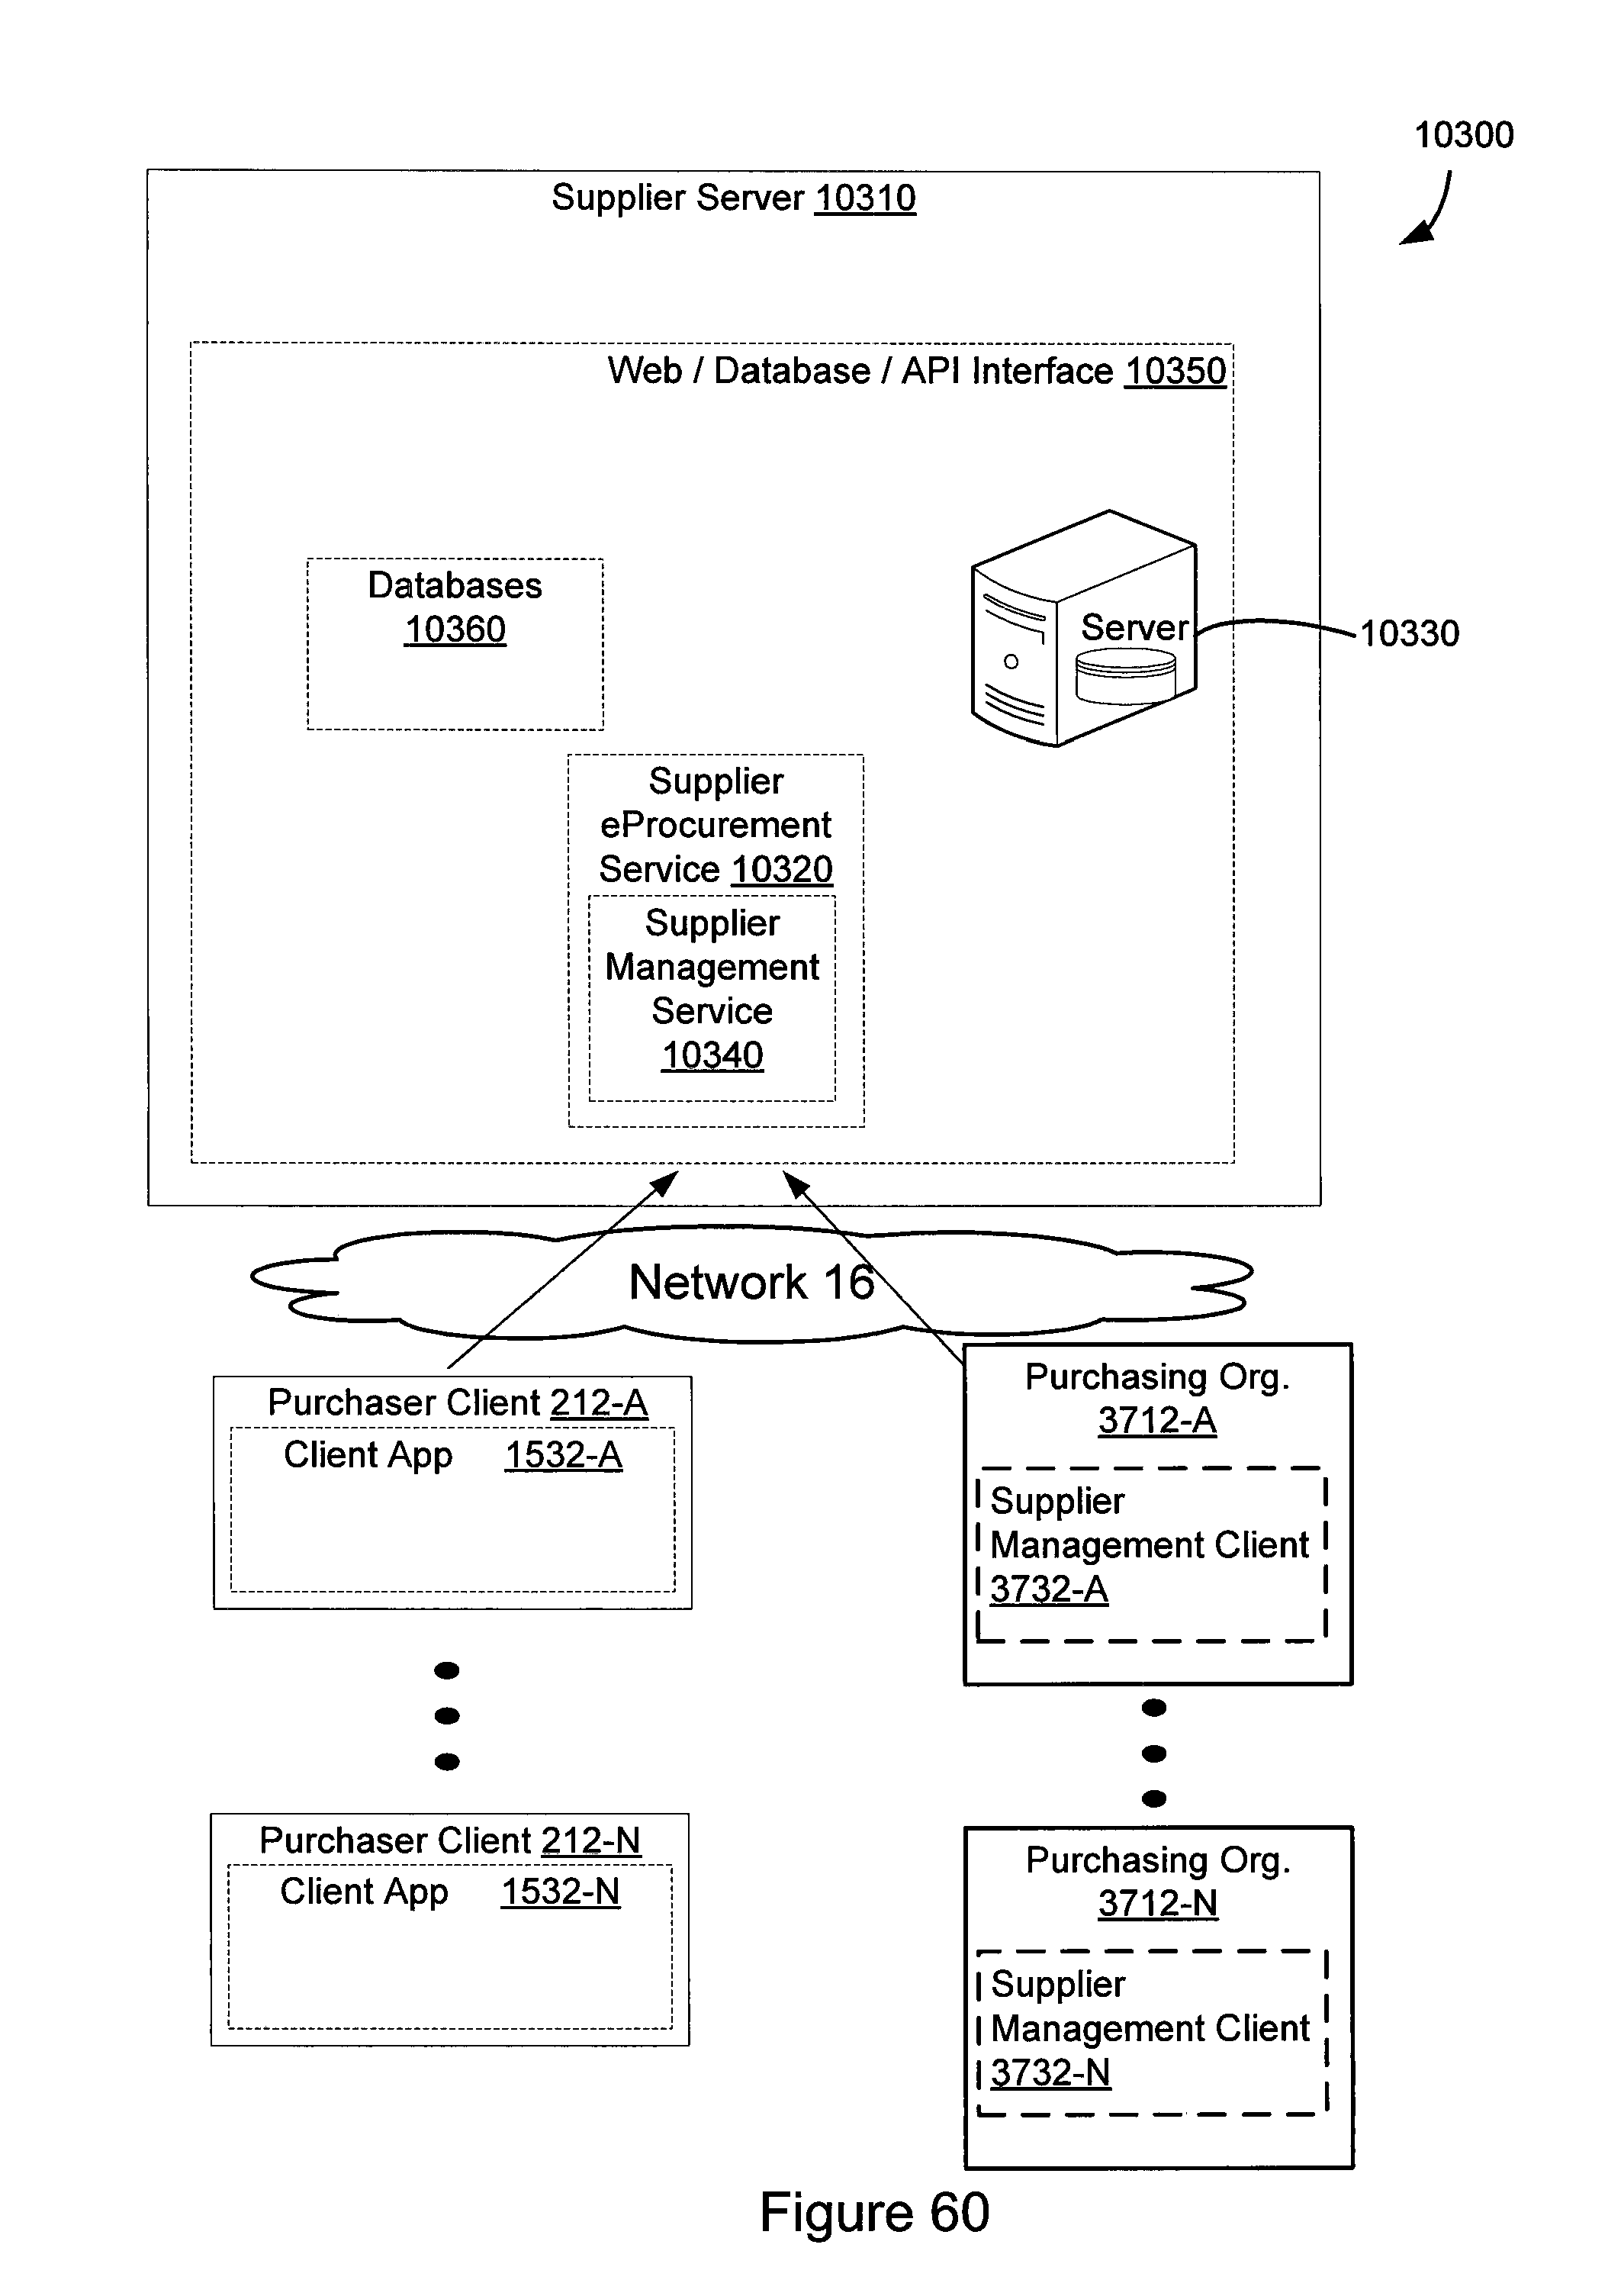 10300
Supplier Server 10310
Web / Database / API Interface 10350
Databases
10360
Server
10330
Supplier
eProcurement
Service 10320
Supplier
Management
Service
10340
Network 16
Purchaser Client 212-A
Client App 1532-A
Purchasing Org.
3712-A
Supplier
Management Client
3732-A
Purchaser Client 212-N
Client App 1532-N
Purchasing Org.
3712-N
Supplier
Management Client
3732-N
Figure 60